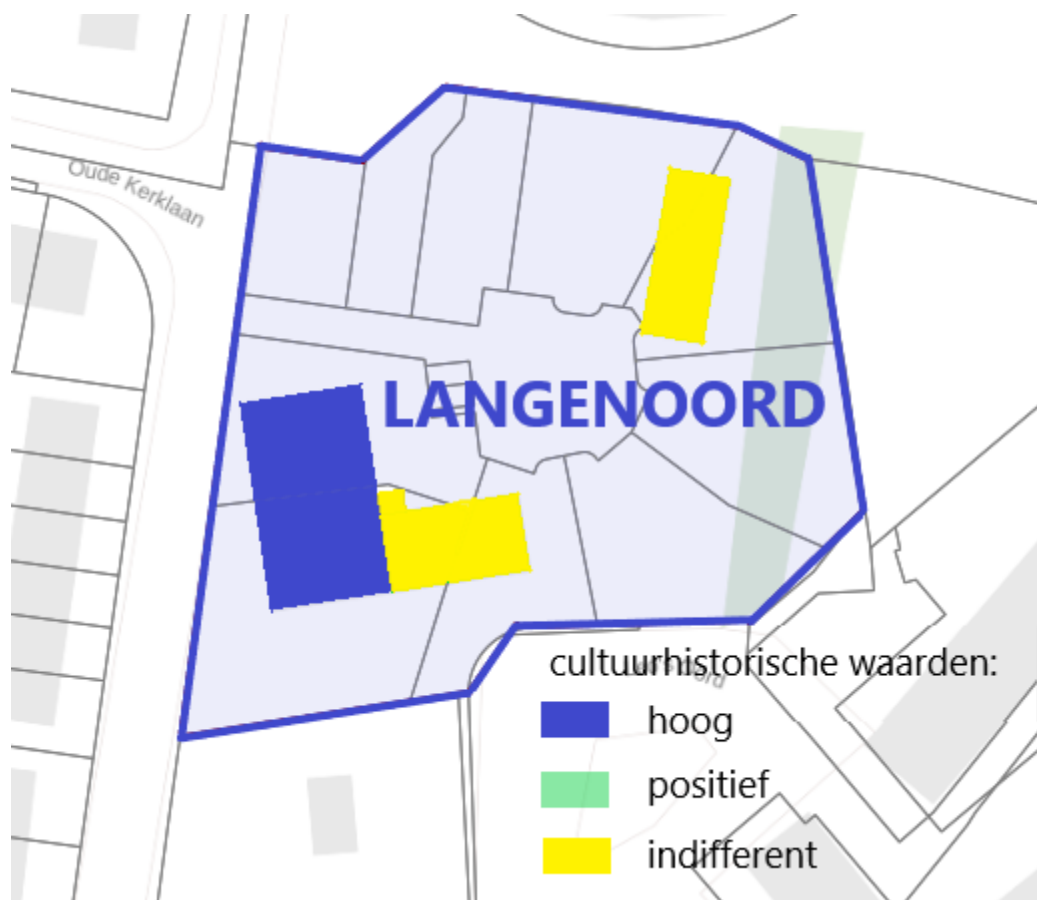 Oude Kerklaan
LANGENOORD
cultuurhistorische waarden:
hoog
positief
indifferent